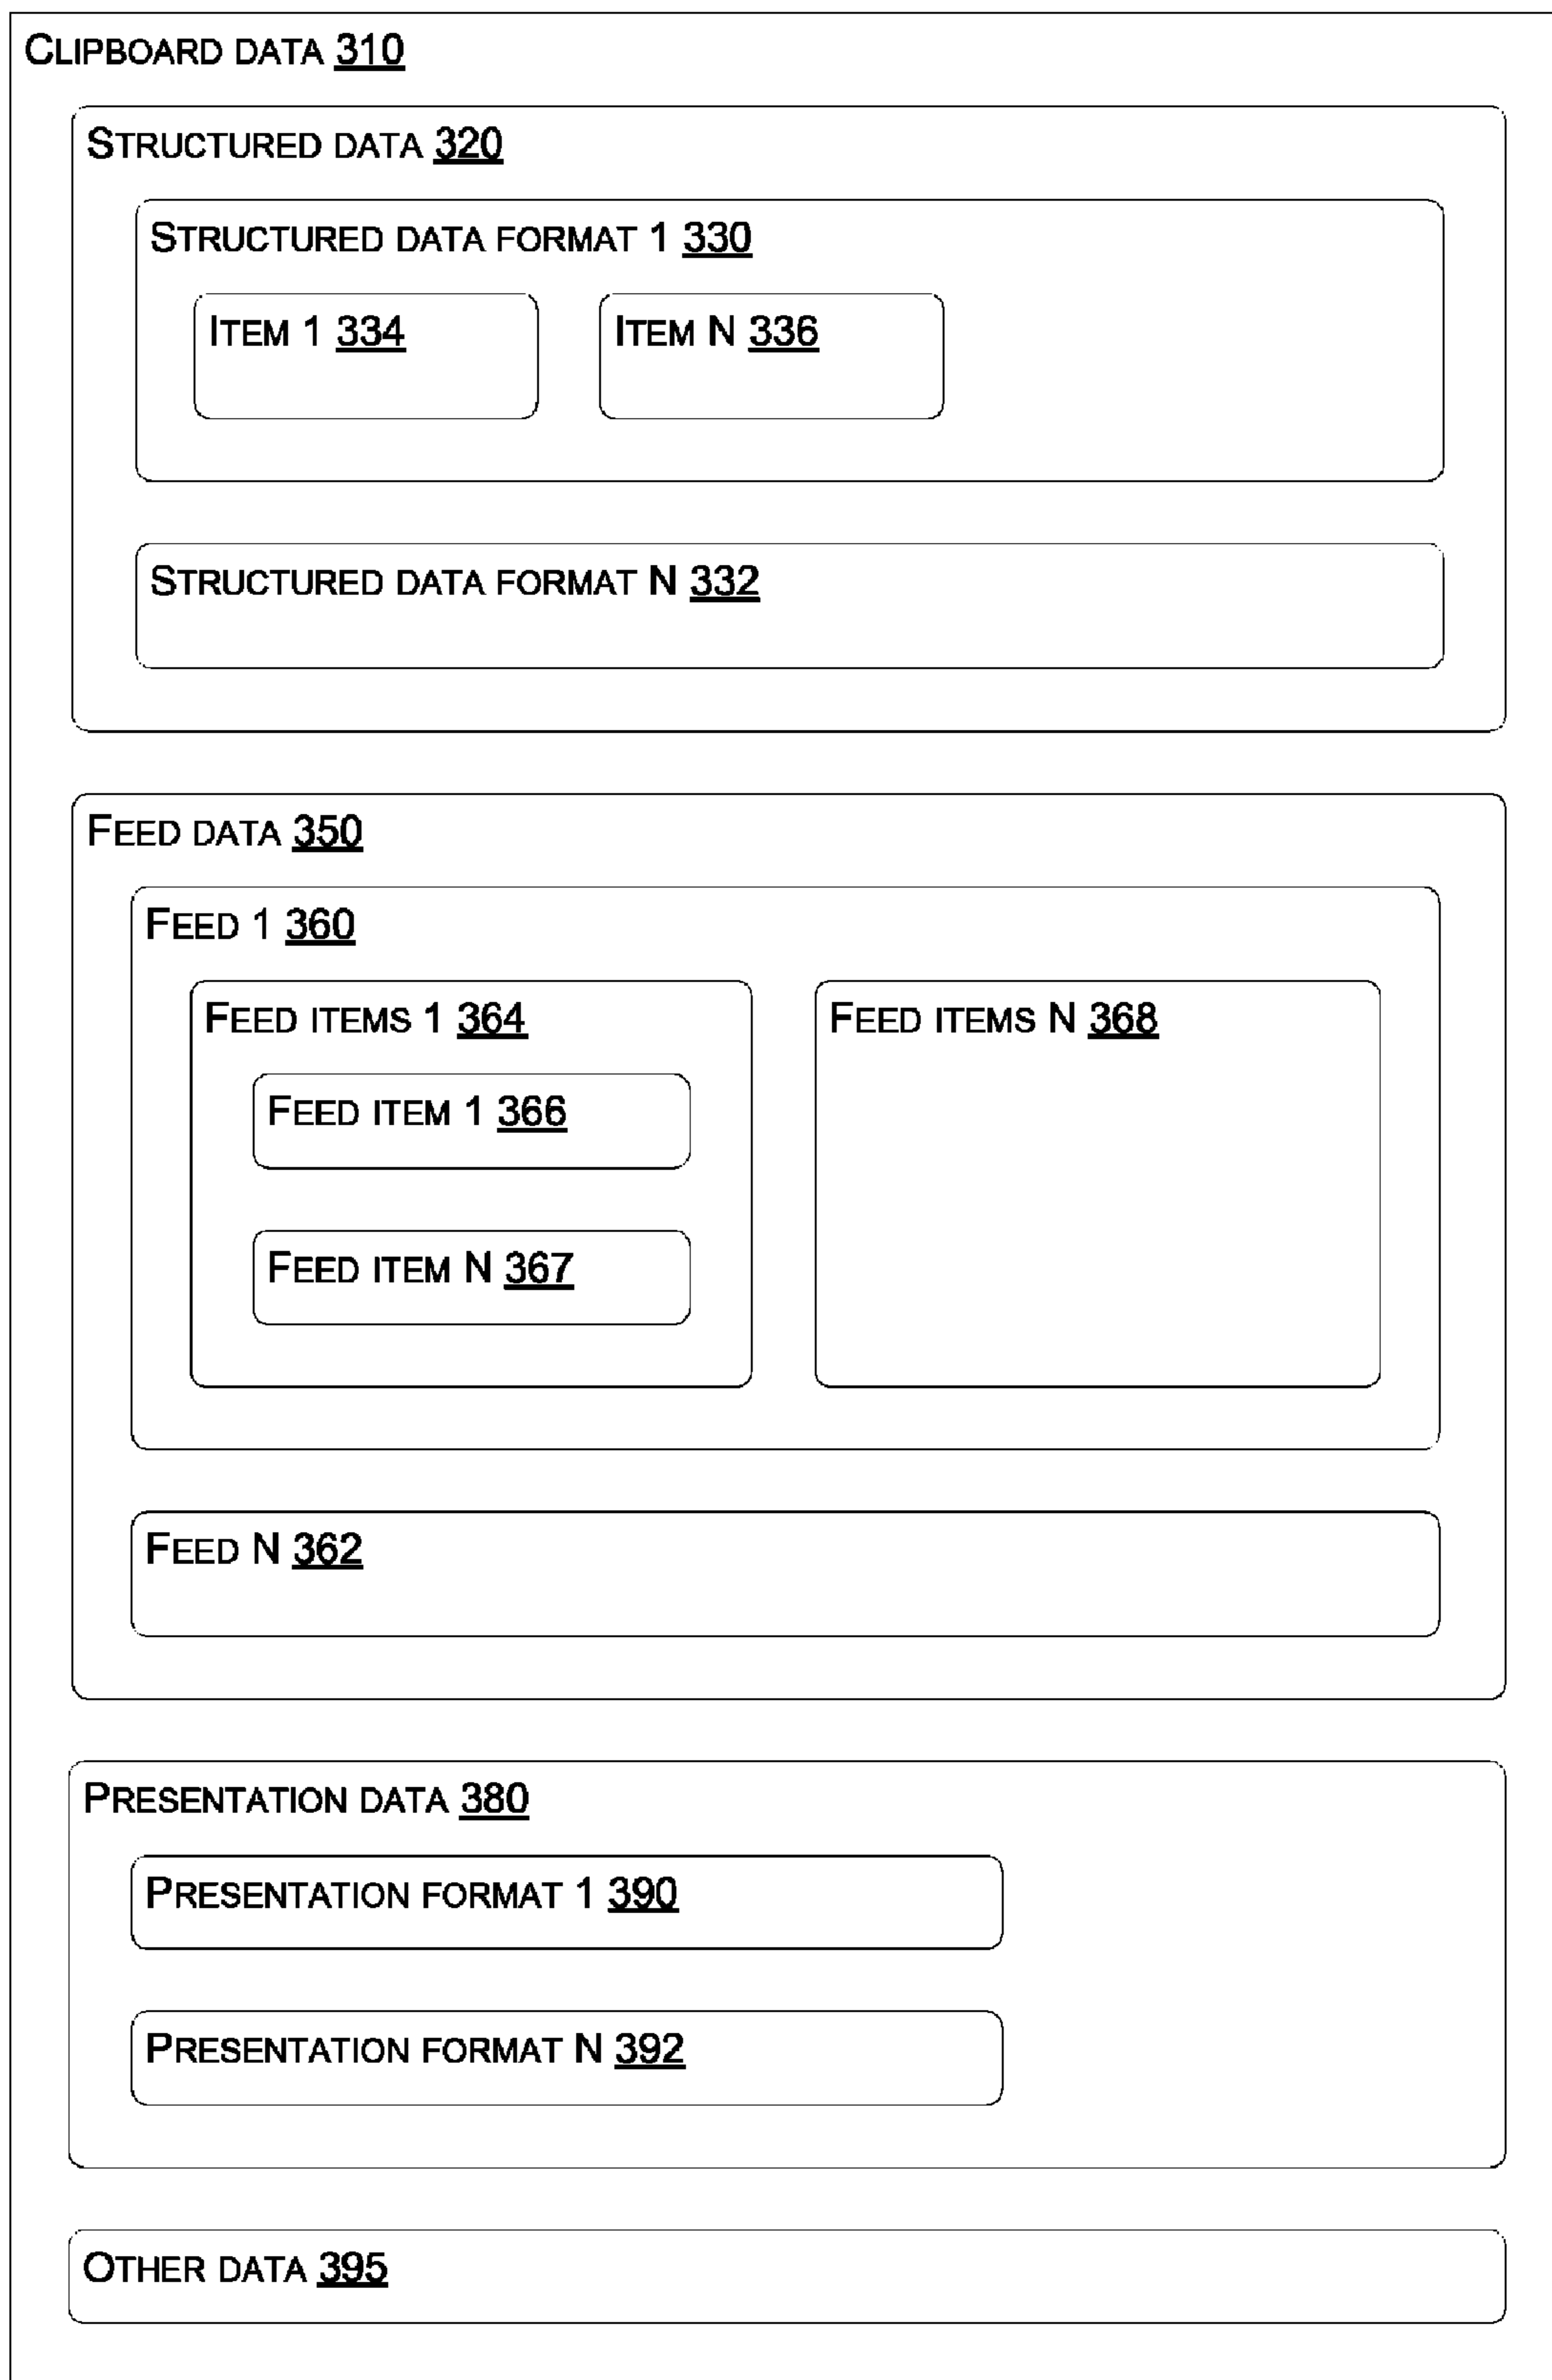 CLIPBOARD DATA 310
STRUCTURED DATA 320
STRUCTURED DATA FORMAT 1 330
ITEM 1 334 ITEM N 336
STRUCTURED DATA FORMAT N 332
FEED DATA 350
FEED 1 360
FEED ITEMS 1 364 FEED ITEMS N 368
FEED ITEM 1 366
FEED ITEM N 367
FEED N 362
PRESENTATION DATA 380
PRESENTATION FORMAT 1 390
PRESENTATION FORMAT N 392
OTHER DATA 395